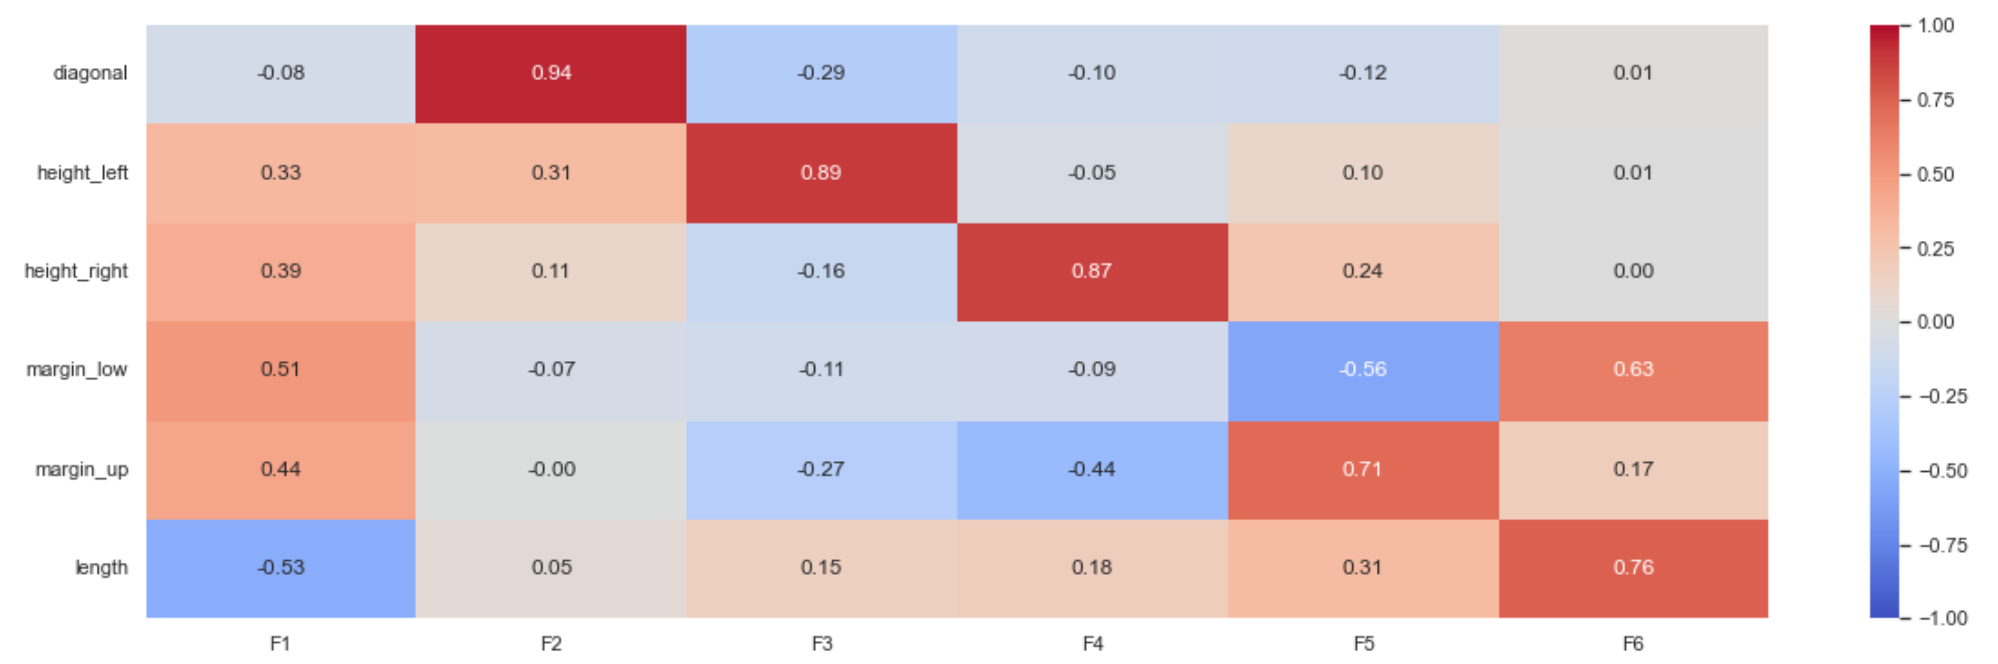 diagonal -0.08 0.94 -0.29 -0.10 -0.12 0.01
height_left 0.33 0.31 0.89 -0.05 0.10 0.01
height_right 0.39 0.11 -0.16 0.87 0.24 0.00
margin_low 0.51 -0.07 -0.11 -0.09 -0.56 0.63
margin_up 0.44 -0.00 -0.27 -0.44 0.71 0.17
length -0.53 0.05 0.15 0.18 0.31 0.76
F1 F2 F3 F4 F5 F6
1.00
0.75
0.50
0.25
0.00
−0.25
−0.50
−0.75
−1.00